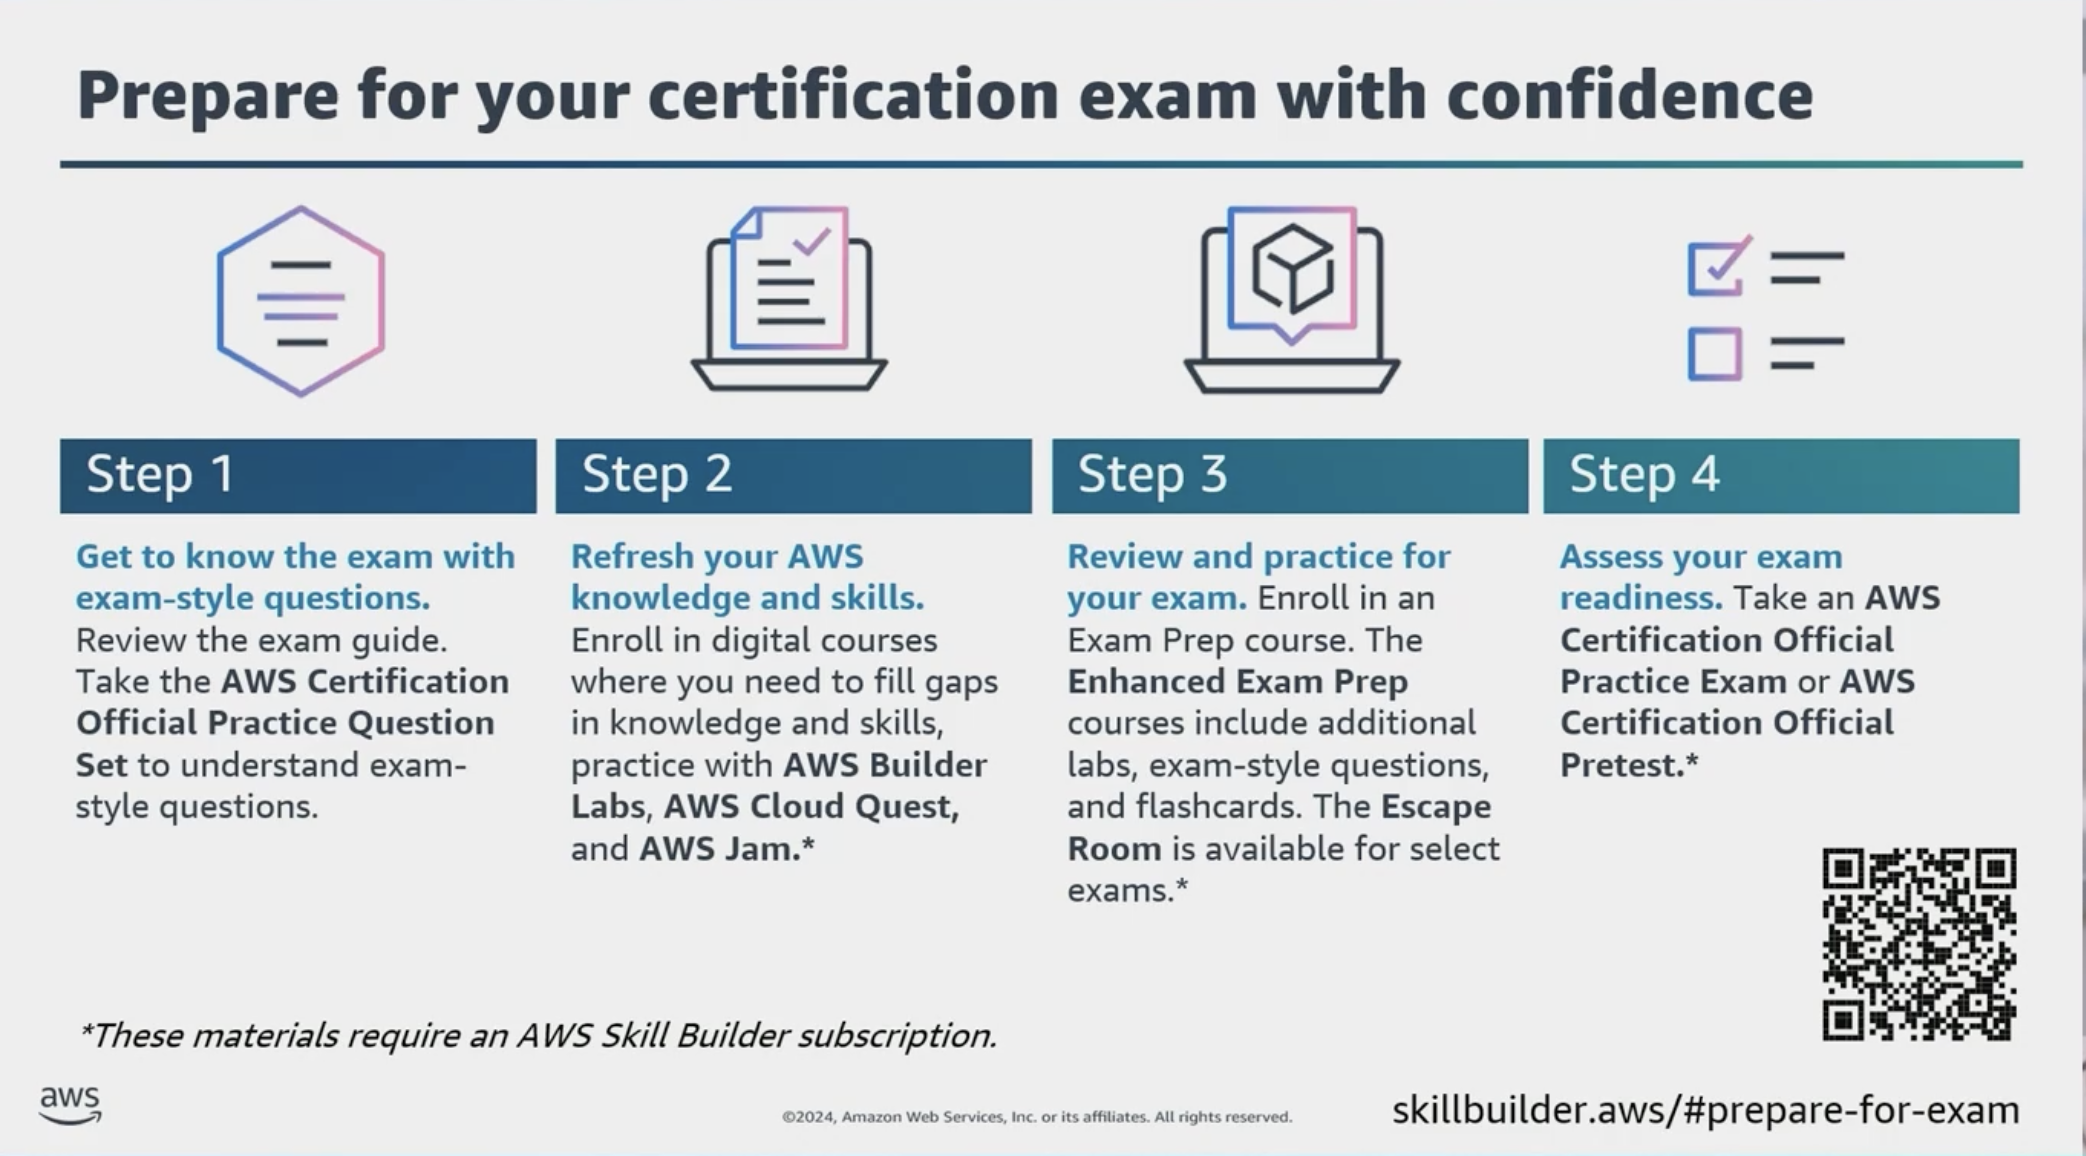 Prepare for your certification exam with confidence
Step 1
Get to know the exam with
exam-style questions.
Review the exam guide.
Take the AWS Certification
Official Practice Question
Set to understand exam-
style questions.
Step 2
Refresh your AWS
knowledge and skills.
Enroll in digital courses
where you need to fill gaps
in knowledge and skills,
practice with AWS Builder
Labs, AWS Cloud Quest,
and AWS Jam.*
Step 3
Review and practice for
your exam. Enroll in an
Exam Prep course. The
Enhanced Exam Prep
courses include additional
labs, exam-style questions,
and flashcards. The Escape
Room is available for select
exams.*
Step 4
Assess your exam
readiness. Take an AWS
Certification Official
Practice Exam or AWS
Certification Official
Pretest.*
*These materials require an AWS Skill Builder subscription.
aws
©2024, Amazon Web Services, Inc. or its affiliates. All rights reserved.
skillbuilder.aws/#prepare-for-exam